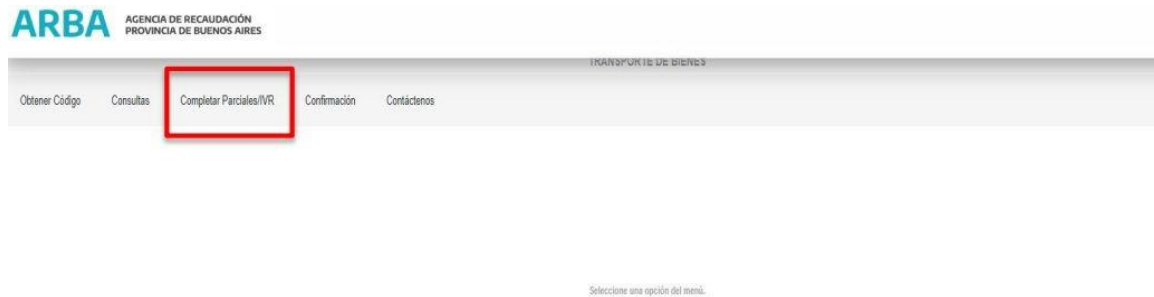 ARBA
AGENCIA DE RECAUDACIÓN
PROVINCIA DE BUENOS AIRES
TRANSPORTE DE BIENES
Obtener Código Consultas Completar Parciales/IVR Confirmación Contáctenos
Seleccione una opción del menú.